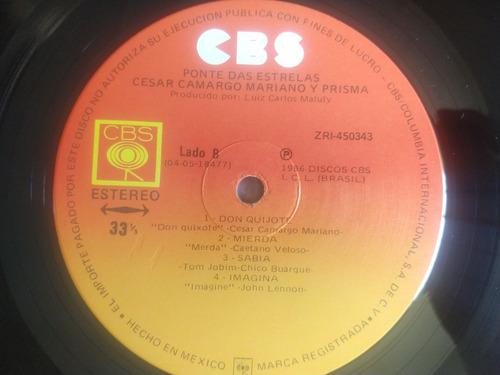 CBS
PONTE DAS ESTRELAS
CESAR CAMARGO MARIANO Y PRISMA
Producido por: Luiz Carlos Maluly
CBS
ESTEREO
33 ⅓
Lado B
(04-05-18477)
ZRI-450343
Ⓟ
1986 DISCOS CBS
I.C.L. (BRASIL)
1 - DON QUIJOTE
"Don quixote" -Cesar Camargo Mariano-
2 - MIERDA
"Merda" -Caetano Veloso-
3 - SABIA
-Tom Jobim-Chico Buarque-
4 - IMAGINA
"Imagine" -John Lennon-
EL IMPORTE PAGADO POR ESTE DISCO NO AUTORIZA SU EJECUCION PUBLICA CON FINES DE LUCRO - CBS/COLUMBIA INTERNACIONAL, S.A. DE C.V.
HECHO EN MEXICO
CBS
MARCA REGISTRADA